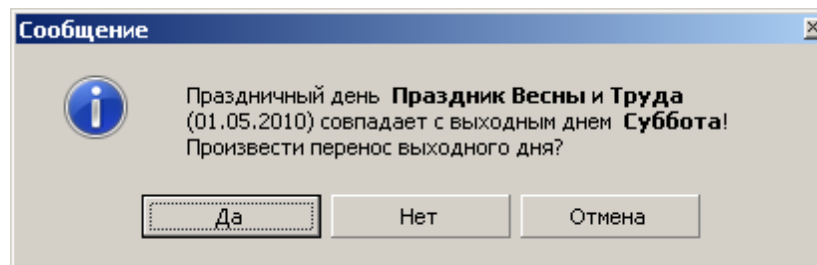 Сообщение
Праздничный день Праздник Весны и Труда
(01.05.2010) совпадает с выходным днем Суббота!
Произвести перенос выходного дня?
Да Нет Отмена